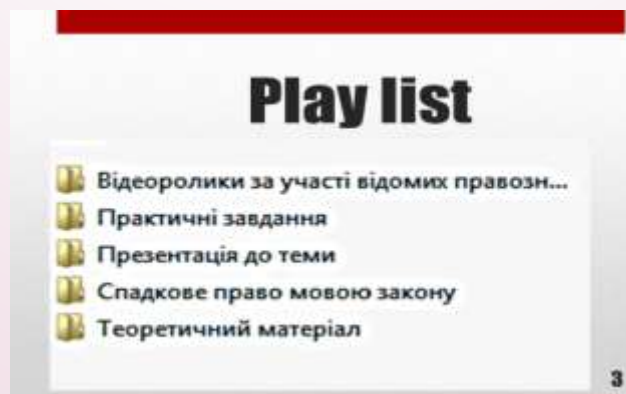 Play list
Відеоролики за участі відомих правозн...
Практичні завдання
Презентація до теми
Спадкове право мовою закону
Теоретичний матеріал
3